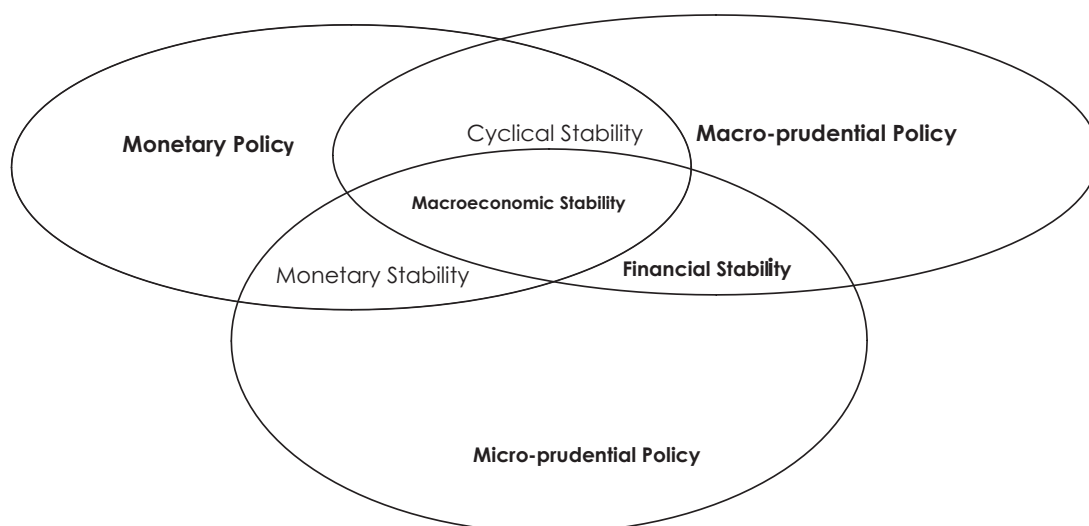 Cyclical Stability
Monetary Policy
Macro-prudential Policy
Macroeconomic Stability
Monetary Stability
Financial Stability
Micro-prudential Policy